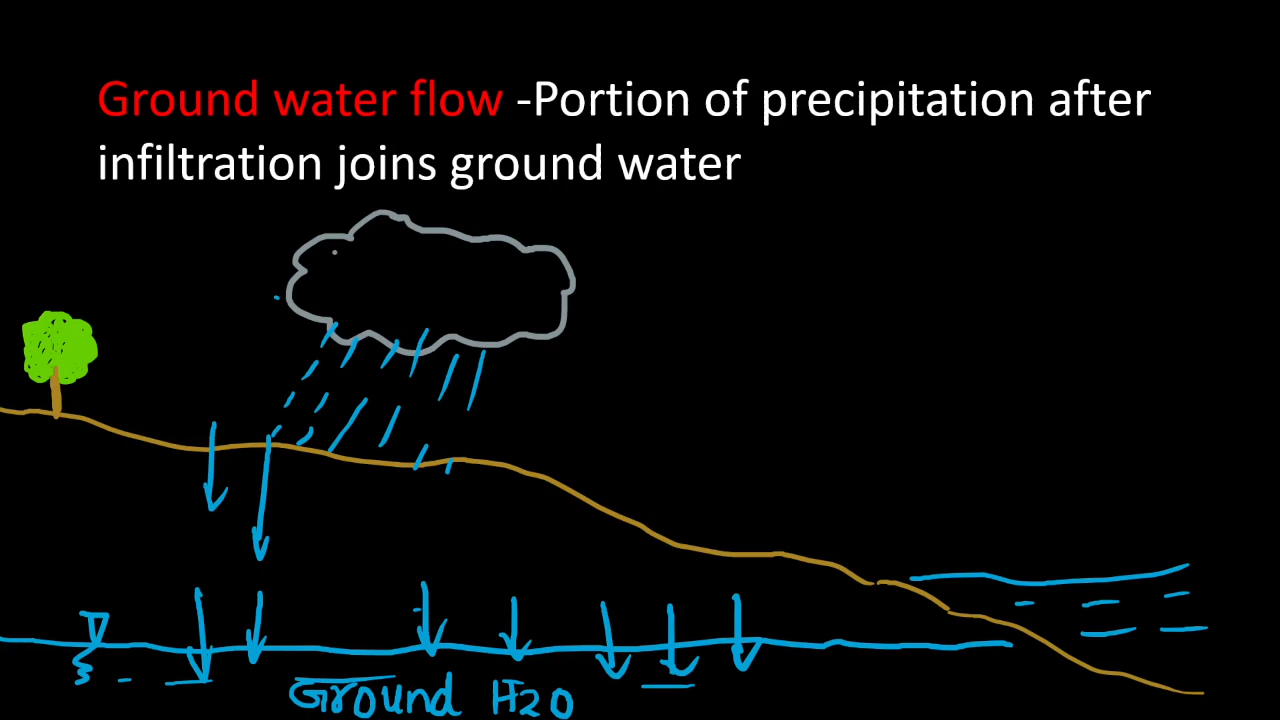 Ground water flow -Portion of precipitation after
infiltration joins ground water
Ground H2O